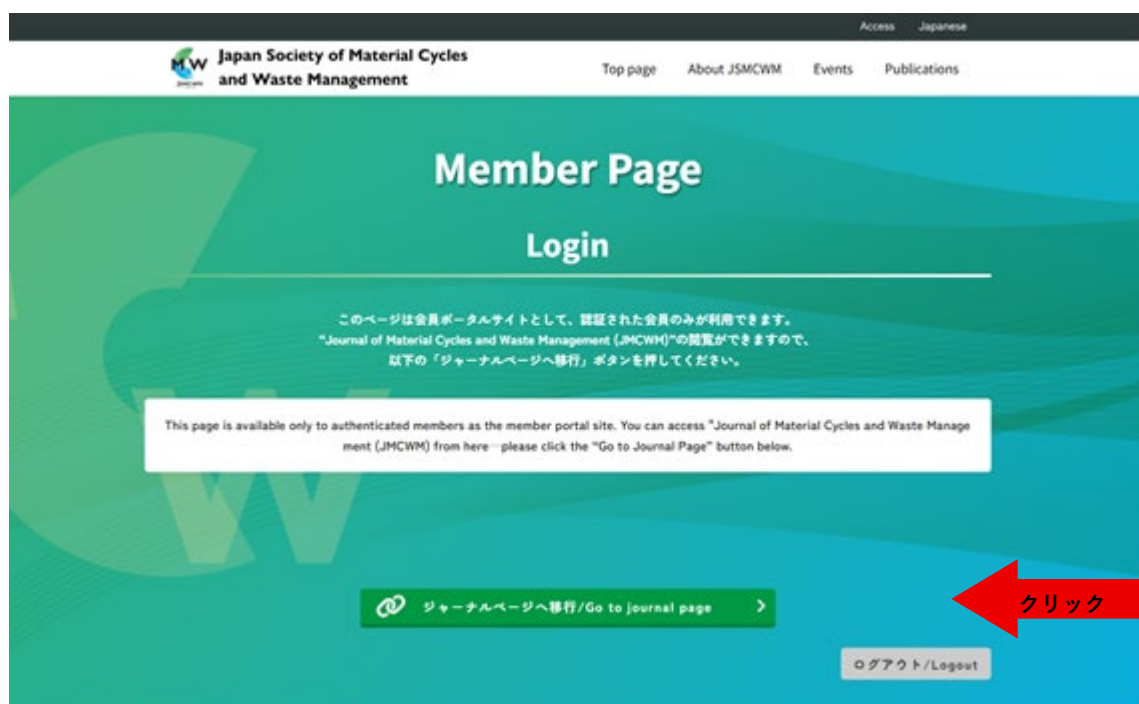 Access Japanese
MW
JSMCWM
Japan Society of Material Cycles
and Waste Management
Top page About JSMCWM Events Publications
Member Page
Login
このページは会員ポータルサイトとして、認証された会員のみが利用できます。
"Journal of Material Cycles and Waste Management (JMCWM)"の閲覧ができますので、
以下の「ジャーナルページへ移行」ボタンを押してください。
This page is available only to authenticated members as the member portal site. You can access "Journal of Material Cycles and Waste Manage
ment (JMCWM) from here please click the "Go to Journal Page" button below.
ジャーナルページへ移行/Go to journal page
クリック
ログアウト/Logout